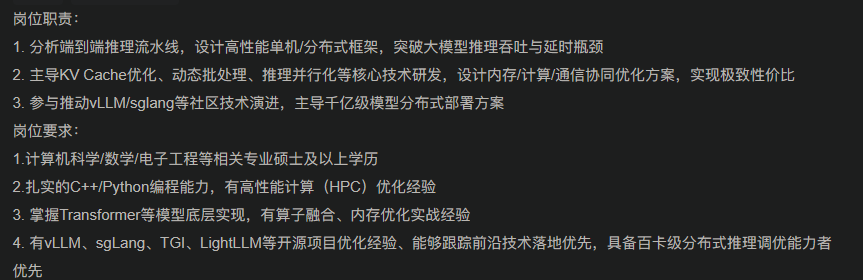 岗位职责：
1. 分析端到端推理流水线，设计高性能单机/分布式框架，突破大模型推理吞吐与延时瓶颈
2. 主导KV Cache优化、动态批处理、推理并行化等核心技术研发，设计内存/计算/通信协同优化方案，实现极致性价比
3. 参与推动vLLM/sglang等社区技术演进，主导千亿级模型分布式部署方案
岗位要求：
1.计算机科学/数学/电子工程等相关专业硕士及以上学历
2.扎实的C++/Python编程能力，有高性能计算（HPC）优化经验
3. 掌握Transformer等模型底层实现，有算子融合、内存优化实战经验
4. 有vLLM、sgLang、TGI、LightLLM等开源项目优化经验、能够跟踪前沿技术落地优先，具备百卡级分布式推理调优能力者
优先